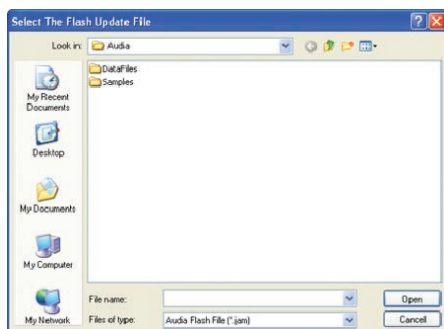 Select The Flash Update File
Look in: Audia
DataFiles
Samples
My Recent
Documents
Desktop
My Documents
My Computer
My Network
File name:
Open
Files of type: Audia Flash File (*.jam)
Cancel